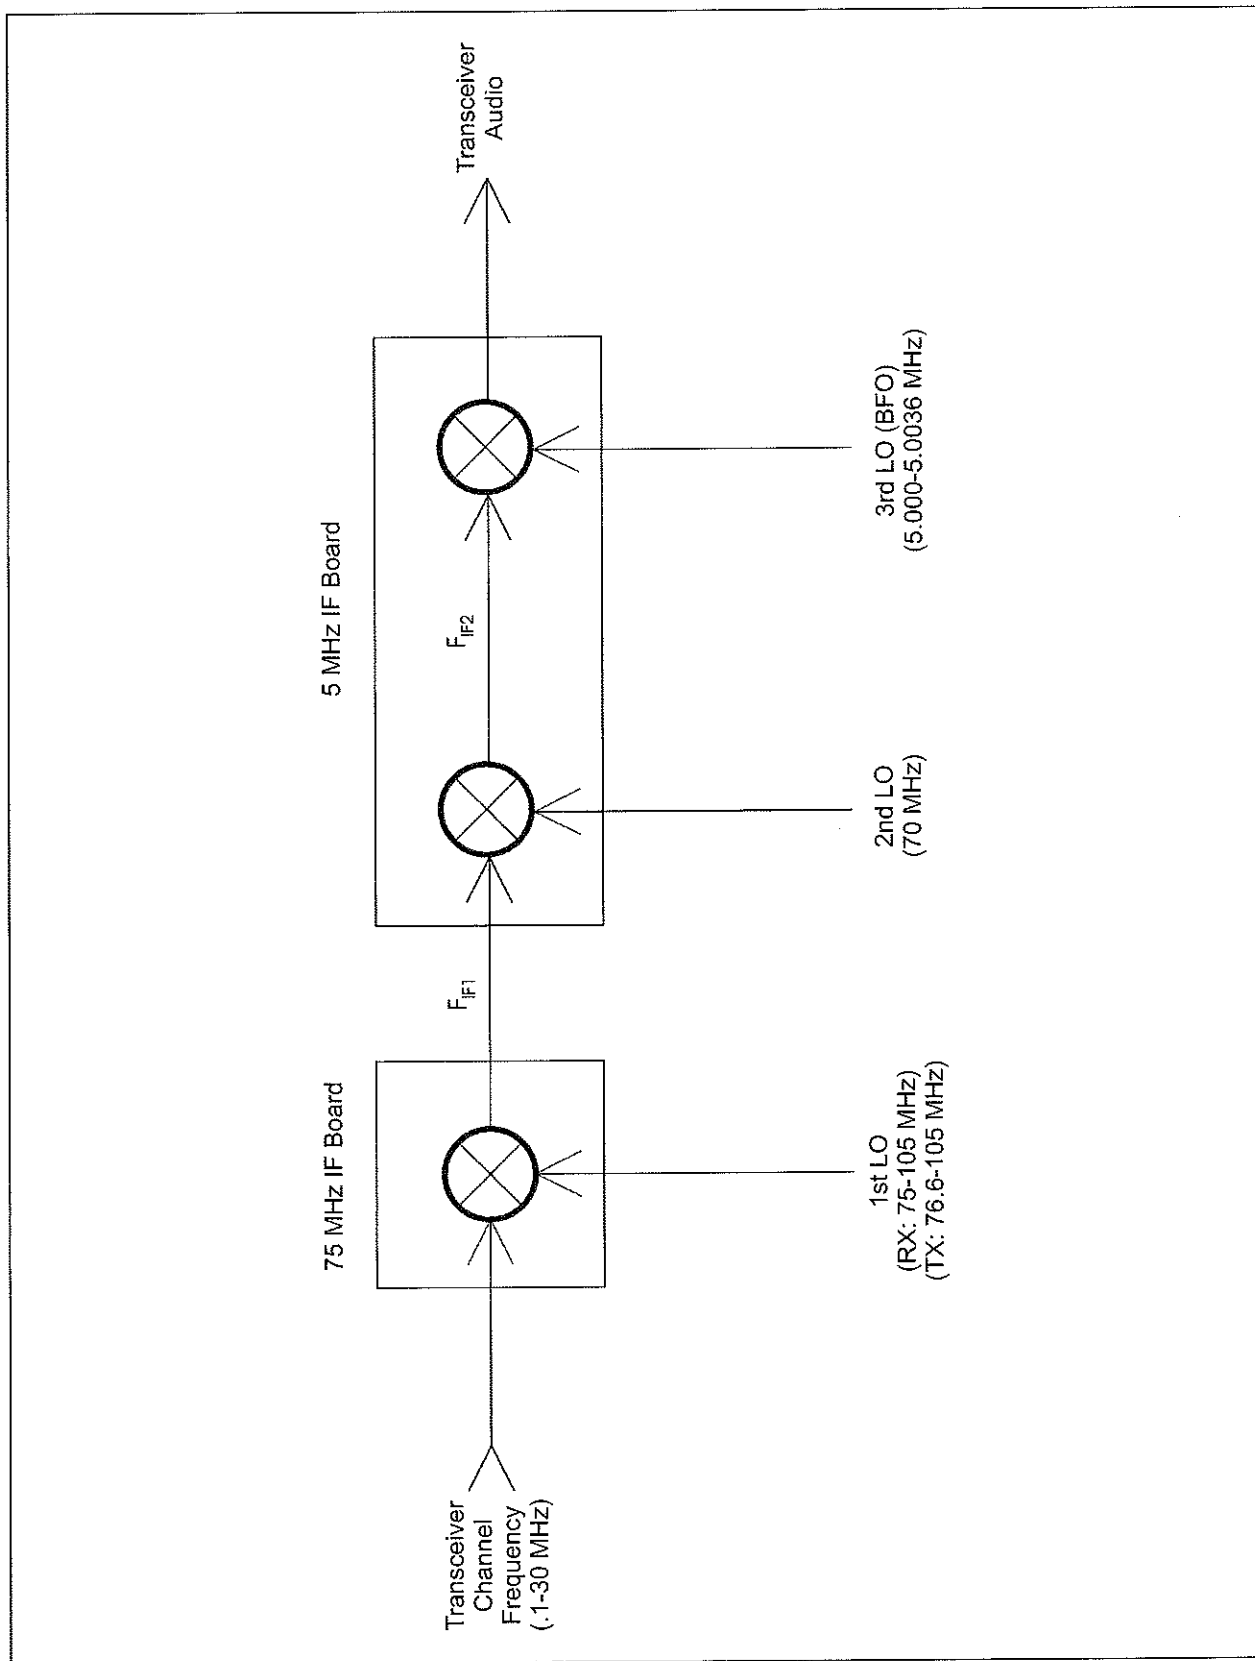 Transceiver
Channel
Frequency
(.1-30 MHz)
75 MHz IF Board
1st LO
(RX: 75-105 MHz)
(TX: 76.6-105 MHz)
FIF1
5 MHz IF Board
2nd LO
(70 MHz)
FIF2
3rd LO (BFO)
(5.000-5.0036 MHz)
Transceiver
Audio